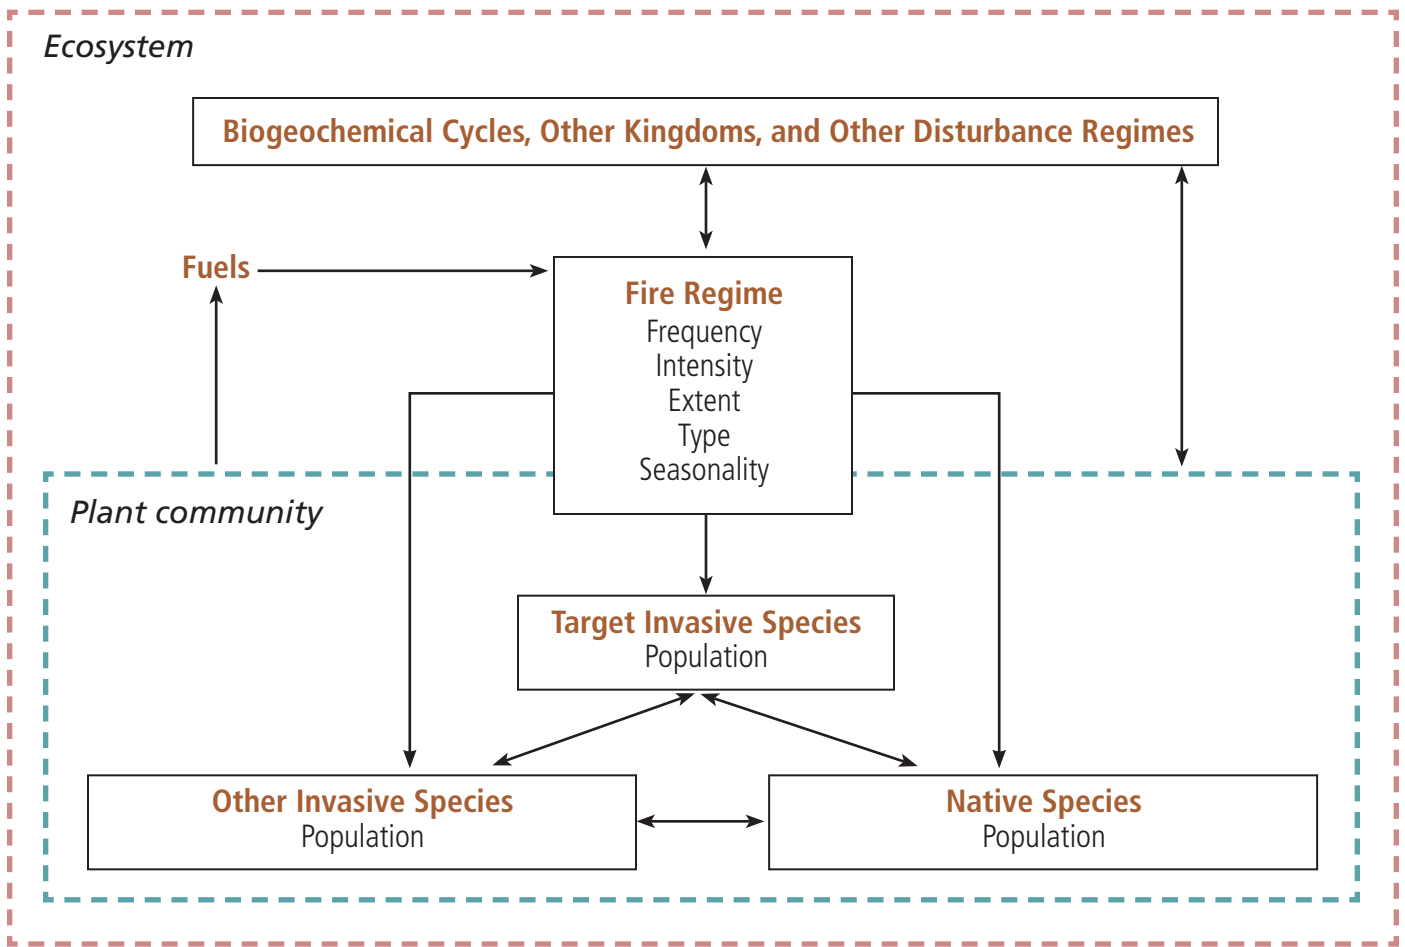 Ecosystem
Biogeochemical Cycles, Other Kingdoms, and Other Disturbance Regimes
Fuels
Fire Regime
Frequency
Intensity
Extent
Type
Seasonality
Plant community
Target Invasive Species
Population
Other Invasive Species
Population
Native Species
Population